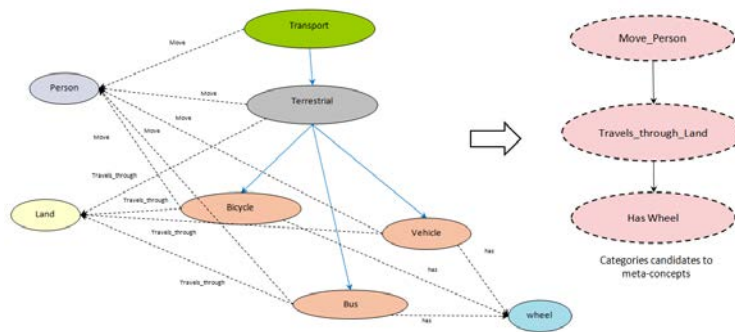 Transport
Move
Person
Move
Terrestrial
Move
Move
Move
Travels_through
Land
Travels_through
Bicycle
Travels_through
Vehicle
Travels_through
has
has
Bus
has
wheel
Move_Person
Travels_through_Land
Has Wheel
Categories candidates to
meta-concepts